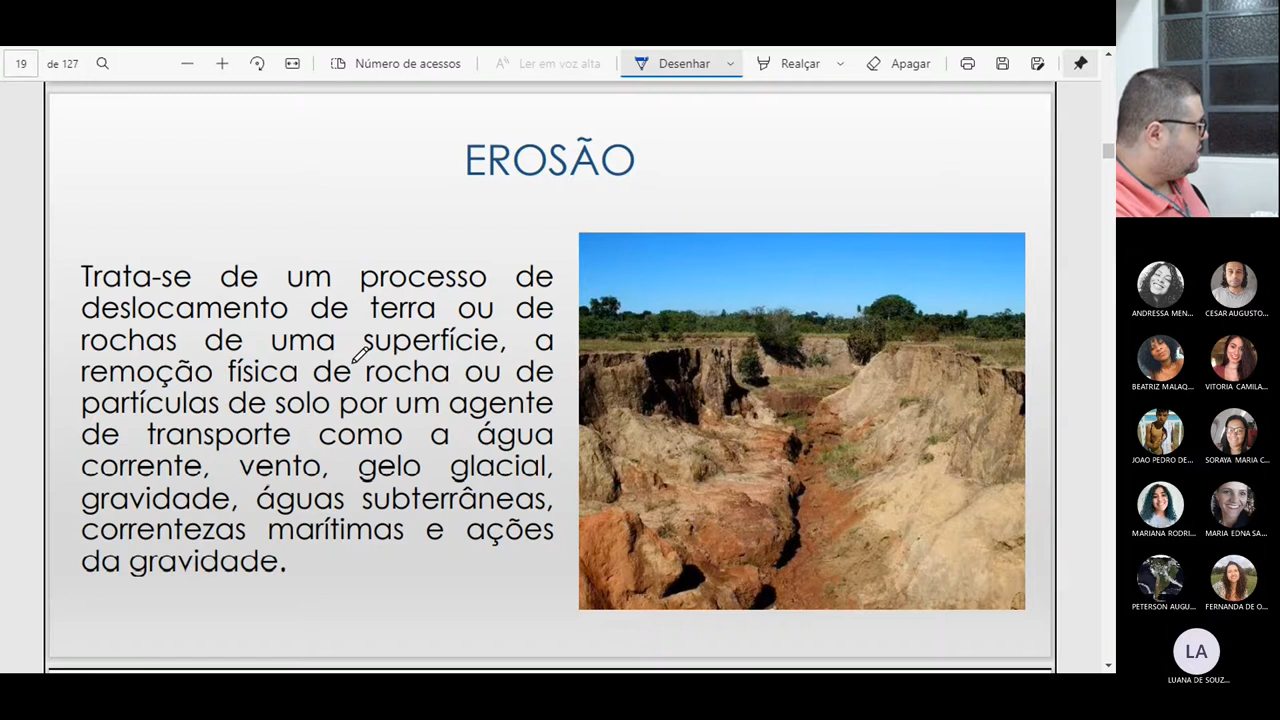 19 de 127
Número de acessos
Ler em voz alta
Desenhar
Realçar
Apagar
EROSÃO
Trata-se de um processo de
deslocamento de terra ou de
rochas de uma superfície, a
remoção física de rocha ou de
partículas de solo por um agente
de transporte como a água
corrente, vento, gelo glacial,
gravidade, águas subterrâneas,
correntezas marítimas e ações
da gravidade.
ANDRESSA MEN...
CESAR AUGUSTO...
BEATRIZ MALAQ...
VITORIA CAMILA...
JOAO PEDRO DE...
SORAYA MARIA C...
MARIANA RODRI...
MARIA EDNA SA...
PETERSON AUGU...
FERNANDA DE O...
LA
LUANA DE SOUZ...